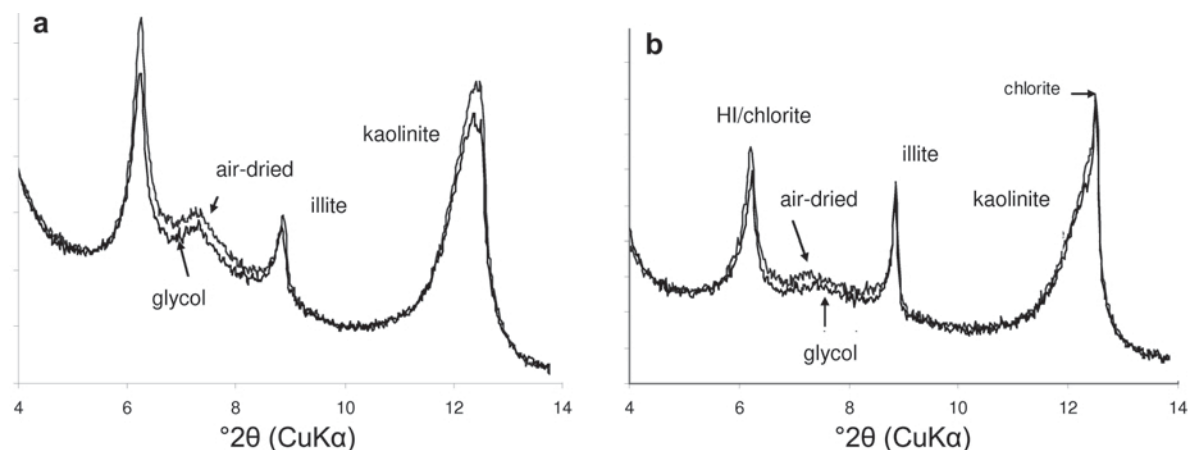 a
kaolinite
air-dried
illite
glycol
4 6 8 10 12 14
°2θ (CuKα)
b
chlorite
HI/chlorite
illite
air-dried
kaolinite
glycol
4 6 8 10 12 14
°2θ (CuKα)